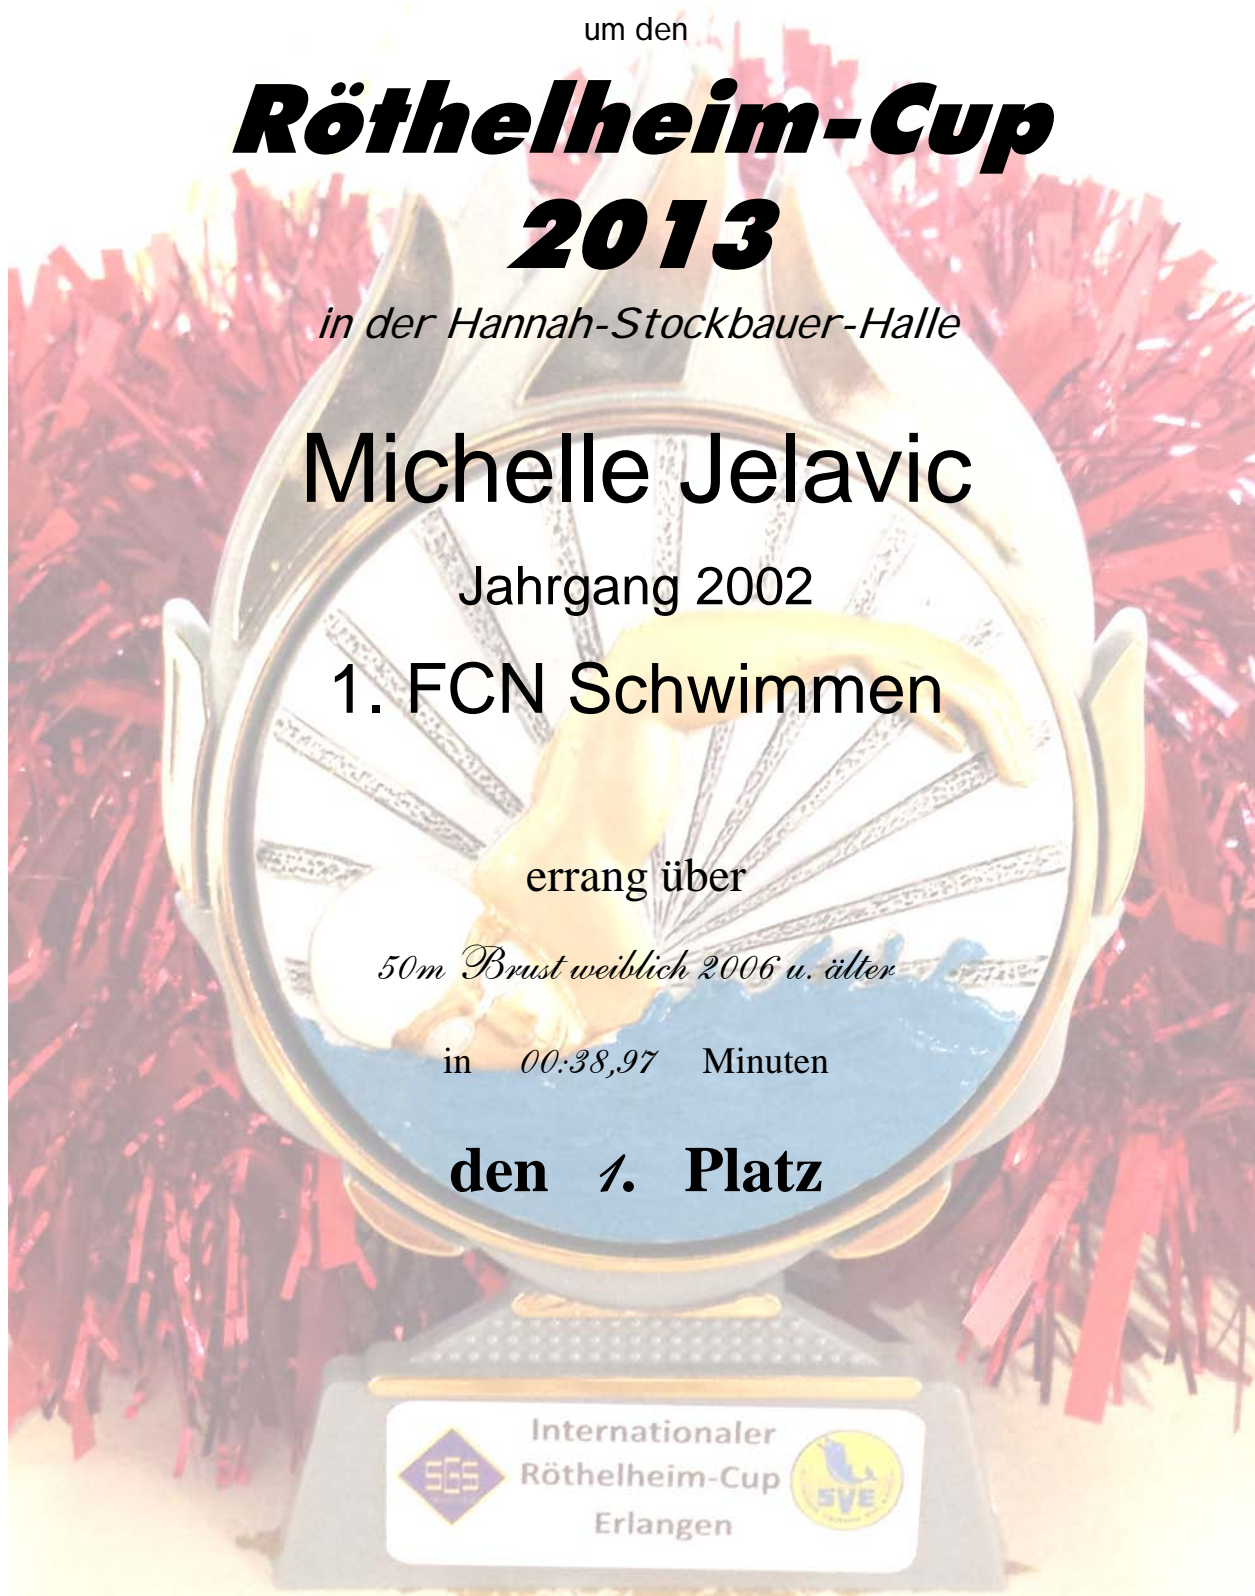 um den
Röthelheim-Cup
2013
in der Hannah-Stockbauer-Halle
Michelle Jelavic
Jahrgang 2002
1. FCN Schwimmen
errang über
50m Brust weiblich 2006 u. älter
in 00:38,97 Minuten
den 1. Platz
Internationaler
SGS Röthelheim-Cup SVE
Erlangen